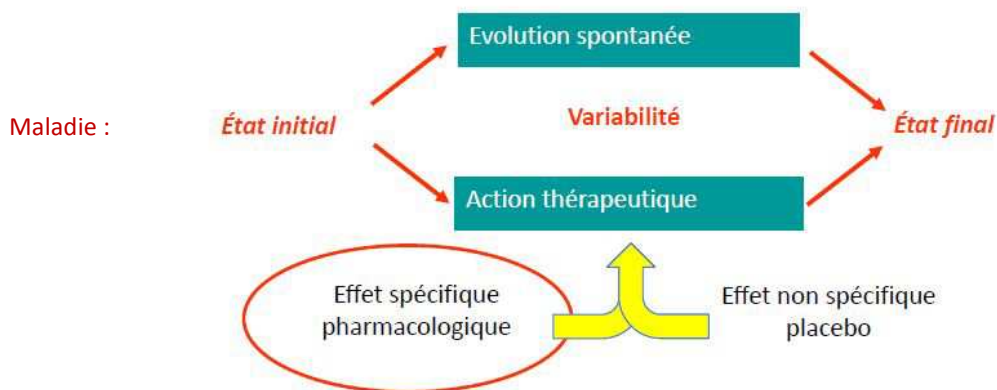 Evolution spontanée
Maladie :
État initial
Variabilité
État final
Action thérapeutique
Effet spécifique
pharmacologique
Effet non spécifique
placebo